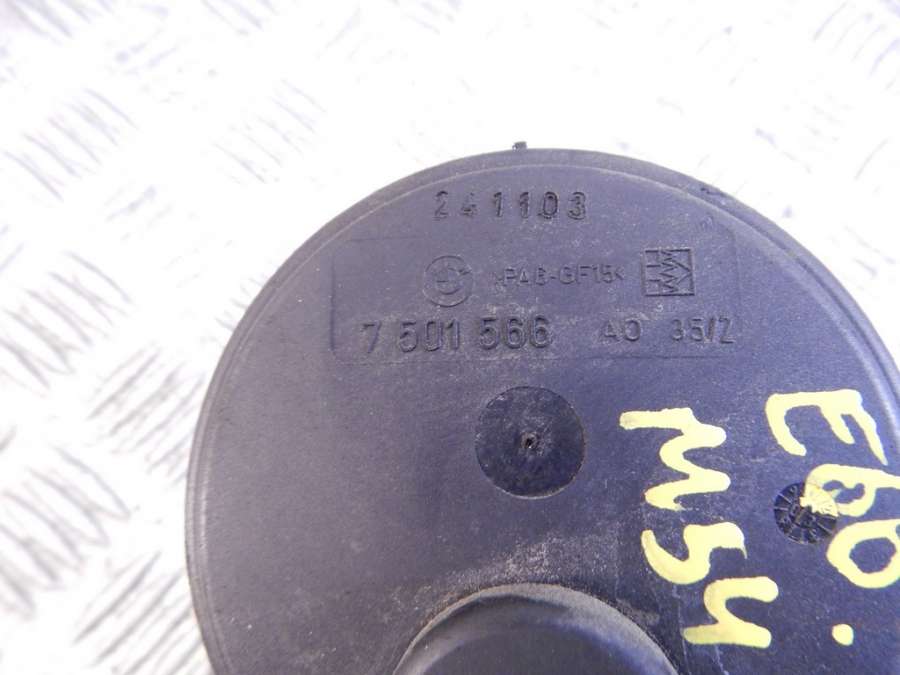 241103
>PA6-GF15<
7 501 566 AO 35/2
E60.
M54